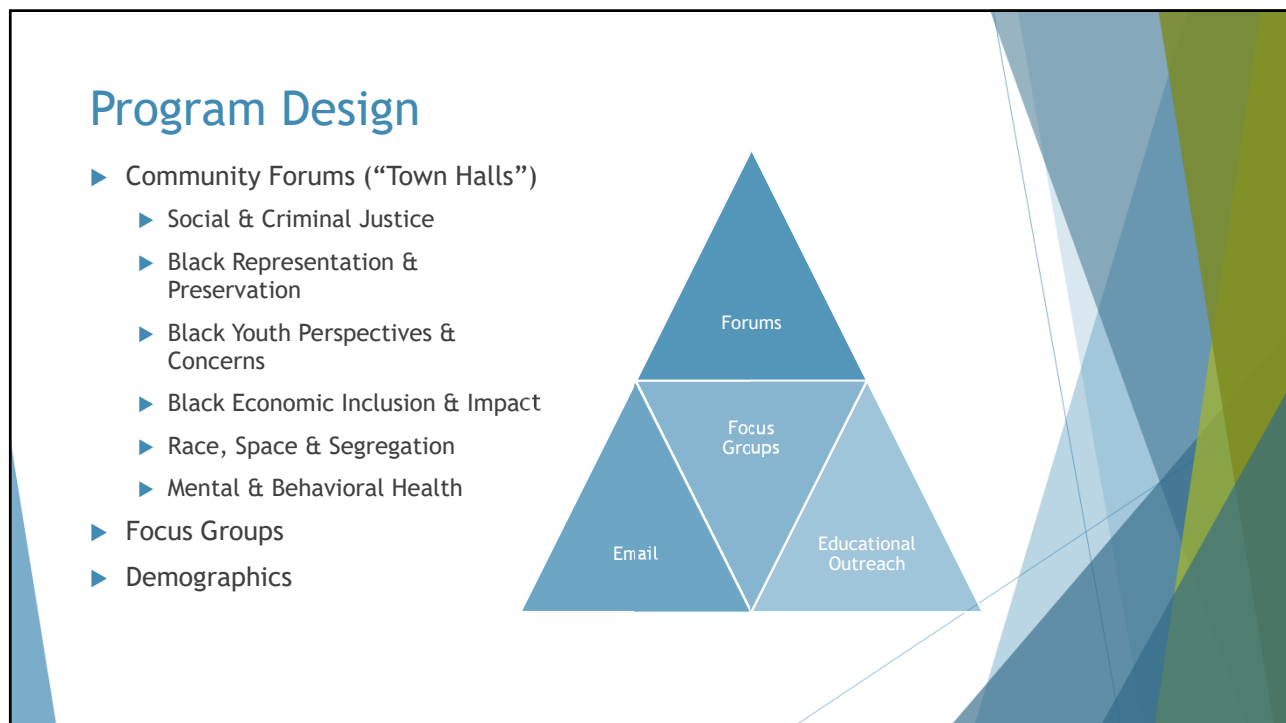 Program Design
Community Forums (“Town Halls”)
Social & Criminal Justice
Black Representation &
Preservation
Black Youth Perspectives &
Concerns
Black Economic Inclusion & Impact
Race, Space & Segregation
Mental & Behavioral Health
Focus Groups
Demographics
Forums
Focus
Groups
Email
Educational
Outreach